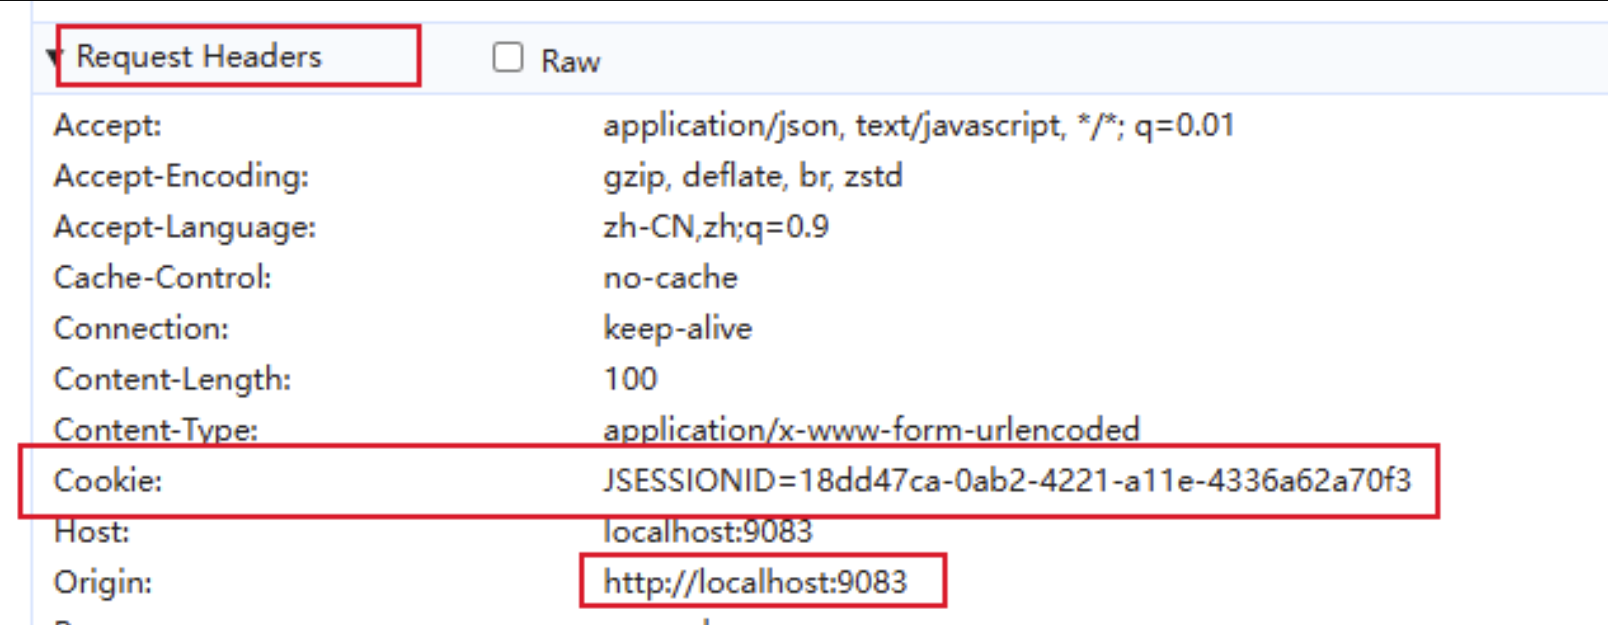 Request Headers Raw
Accept: application/json, text/javascript, */*; q=0.01
Accept-Encoding: gzip, deflate, br, zstd
Accept-Language: zh-CN,zh;q=0.9
Cache-Control: no-cache
Connection: keep-alive
Content-Length: 100
Content-Type: application/x-www-form-urlencoded
Cookie: JSESSIONID=18dd47ca-0ab2-4221-a11e-4336a62a70f3
Host: localhost:9083
Origin: http://localhost:9083